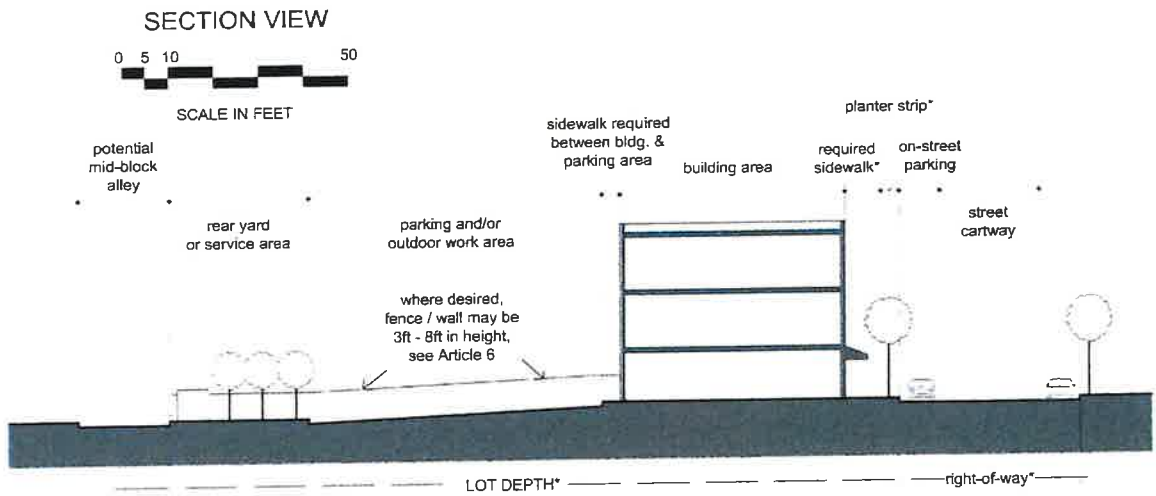 SECTION VIEW
0 5 10 50
SCALE IN FEET
potential
mid-block
alley
rear yard
or service area
parking and/or
outdoor work area
where desired,
fence / wall may be
3ft - 8ft in height,
see Article 6
sidewalk required
between bldg. &
parking area
building area
planter strip*
required
sidewalk*
on-street
parking
street
cartway
LOT DEPTH*
right-of-way*